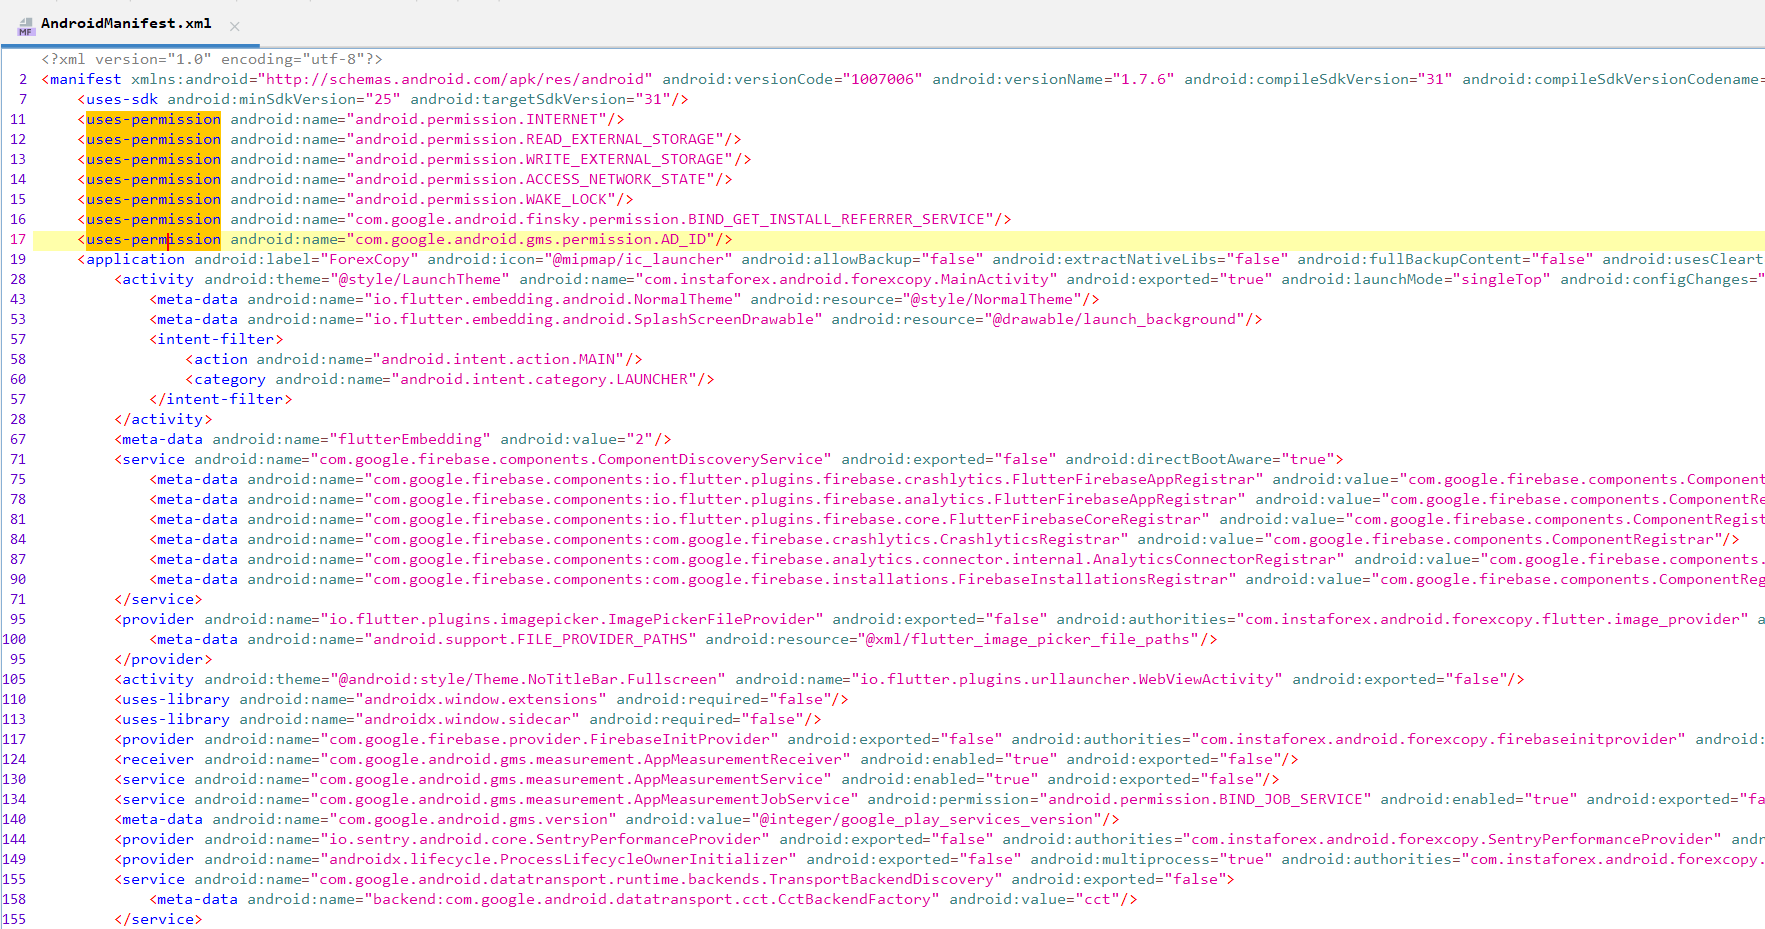 AndroidManifest.xml
MF
<?xml version="1.0" encoding="utf-8"?>
2 <manifest xmlns:android="http://schemas.android.com/apk/res/android" android:versionCode="1007006" android:versionName="1.7.6" android:compileSdkVersion="31" android:compileSdkVersionCodename=
7 <uses-sdk android:minSdkVersion="25" android:targetSdkVersion="31"/>
11 <uses-permission android:name="android.permission.INTERNET"/>
12 <uses-permission android:name="android.permission.READ_EXTERNAL_STORAGE"/>
13 <uses-permission android:name="android.permission.WRITE_EXTERNAL_STORAGE"/>
14 <uses-permission android:name="android.permission.ACCESS_NETWORK_STATE"/>
15 <uses-permission android:name="android.permission.WAKE_LOCK"/>
16 <uses-permission android:name="com.google.android.finsky.permission.BIND_GET_INSTALL_REFERRER_SERVICE"/>
17 <uses-permission android:name="com.google.android.gms.permission.AD_ID"/>
19 <application android:label="ForexCopy" android:icon="@mipmap/ic_launcher" android:allowBackup="false" android:extractNativeLibs="false" android:fullBackupContent="false" android:usesCleart
28 <activity android:theme="@style/LaunchTheme" android:name="com.instaforex.android.forexcopy.MainActivity" android:exported="true" android:launchMode="singleTop" android:configChanges="
43 <meta-data android:name="io.flutter.embedding.android.NormalTheme" android:resource="@style/NormalTheme"/>
53 <meta-data android:name="io.flutter.embedding.android.SplashScreenDrawable" android:resource="@drawable/launch_background"/>
57 <intent-filter>
58 <action android:name="android.intent.action.MAIN"/>
60 <category android:name="android.intent.category.LAUNCHER"/>
57 </intent-filter>
28 </activity>
67 <meta-data android:name="flutterEmbedding" android:value="2"/>
71 <service android:name="com.google.firebase.components.ComponentDiscoveryService" android:exported="false" android:directBootAware="true">
75 <meta-data android:name="com.google.firebase.components:io.flutter.plugins.firebase.crashlytics.FlutterFirebaseAppRegistrar" android:value="com.google.firebase.components.Component
78 <meta-data android:name="com.google.firebase.components:io.flutter.plugins.firebase.analytics.FlutterFirebaseAppRegistrar" android:value="com.google.firebase.components.ComponentRe
81 <meta-data android:name="com.google.firebase.components:io.flutter.plugins.firebase.core.FlutterFirebaseCoreRegistrar" android:value="com.google.firebase.components.ComponentRegist
84 <meta-data android:name="com.google.firebase.components:com.google.firebase.crashlytics.CrashlyticsRegistrar" android:value="com.google.firebase.components.ComponentRegistrar"/>
87 <meta-data android:name="com.google.firebase.components:com.google.firebase.analytics.connector.internal.AnalyticsConnectorRegistrar" android:value="com.google.firebase.components.
90 <meta-data android:name="com.google.firebase.components:com.google.firebase.installations.FirebaseInstallationsRegistrar" android:value="com.google.firebase.components.ComponentReg
71 </service>
95 <provider android:name="io.flutter.plugins.imagepicker.ImagePickerFileProvider" android:exported="false" android:authorities="com.instaforex.android.forexcopy.flutter.image_provider" a
100 <meta-data android:name="android.support.FILE_PROVIDER_PATHS" android:resource="@xml/flutter_image_picker_file_paths"/>
95 </provider>
105 <activity android:theme="@android:style/Theme.NoTitleBar.Fullscreen" android:name="io.flutter.plugins.urllauncher.WebViewActivity" android:exported="false"/>
110 <uses-library android:name="androidx.window.extensions" android:required="false"/>
113 <uses-library android:name="androidx.window.sidecar" android:required="false"/>
117 <provider android:name="com.google.firebase.provider.FirebaseInitProvider" android:exported="false" android:authorities="com.instaforex.android.forexcopy.firebaseinitprovider" android:
124 <receiver android:name="com.google.android.gms.measurement.AppMeasurementReceiver" android:enabled="true" android:exported="false"/>
130 <service android:name="com.google.android.gms.measurement.AppMeasurementService" android:enabled="true" android:exported="false"/>
134 <service android:name="com.google.android.gms.measurement.AppMeasurementJobService" android:permission="android.permission.BIND_JOB_SERVICE" android:enabled="true" android:exported="fa
140 <meta-data android:name="com.google.android.gms.version" android:value="@integer/google_play_services_version"/>
144 <provider android:name="io.sentry.android.core.SentryPerformanceProvider" android:exported="false" android:authorities="com.instaforex.android.forexcopy.SentryPerformanceProvider" andr
149 <provider android:name="androidx.lifecycle.ProcessLifecycleOwnerInitializer" android:exported="false" android:multiprocess="true" android:authorities="com.instaforex.android.forexcopy.
155 <service android:name="com.google.android.datatransport.runtime.backends.TransportBackendDiscovery" android:exported="false">
158 <meta-data android:name="backend:com.google.android.datatransport.cct.CctBackendFactory" android:value="cct"/>
155 </service>